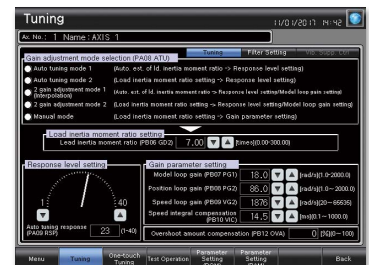 Tuning
11/01/2017 14:42
Ax. No.: 1 Name:AXIS 1
Tuning
Filter Setting
Vib. Supp. Ctrl
Gain adjustment mode selection (PA08 ATU)
Auto tuning mode 1 (Auto. est. of ld. inertia moment ratio -> Response level setting)
Auto tuning mode 2 (Load inertia moment ratio setting -> Response level setting)
2 gain adjustment mode 1 (Interpolation) (Auto. est. of ld. inertia moment ratio -> Response level setting/Model loop gain setting)
2 gain adjustment mode 2 (Load inertia moment ratio setting -> Response level setting/Model loop gain setting)
Manual mode (Load inertia moment ratio setting -> Gain parameter setting)
Load inertia moment ratio setting
Load inertia moment ratio (PB06 GD2) 7.00 [times](0.00-300.00)
Response level setting
1
40
Auto tuning response (PA09 RSP) 23 (1-40)
Gain parameter setting
Model loop gain (PB07 PG1) 18.0 [rad/s](1.0-2000.0)
Position loop gain (PB08 PG2) 86.0 [rad/s](1.0~2000.0)
Speed loop gain (PB09 VG2) 1876 [rad/s](20~65535)
Speed integral compensation (PB10 VIC) 14.5 [ms](0.1~1000.0)
Overshoot amount compensation (PB12 OVA) 0 [%](0~100)
Menu
Tuning
One-touch Tuning
Test Operation
Parameter Setting
Parameter Setting
Back